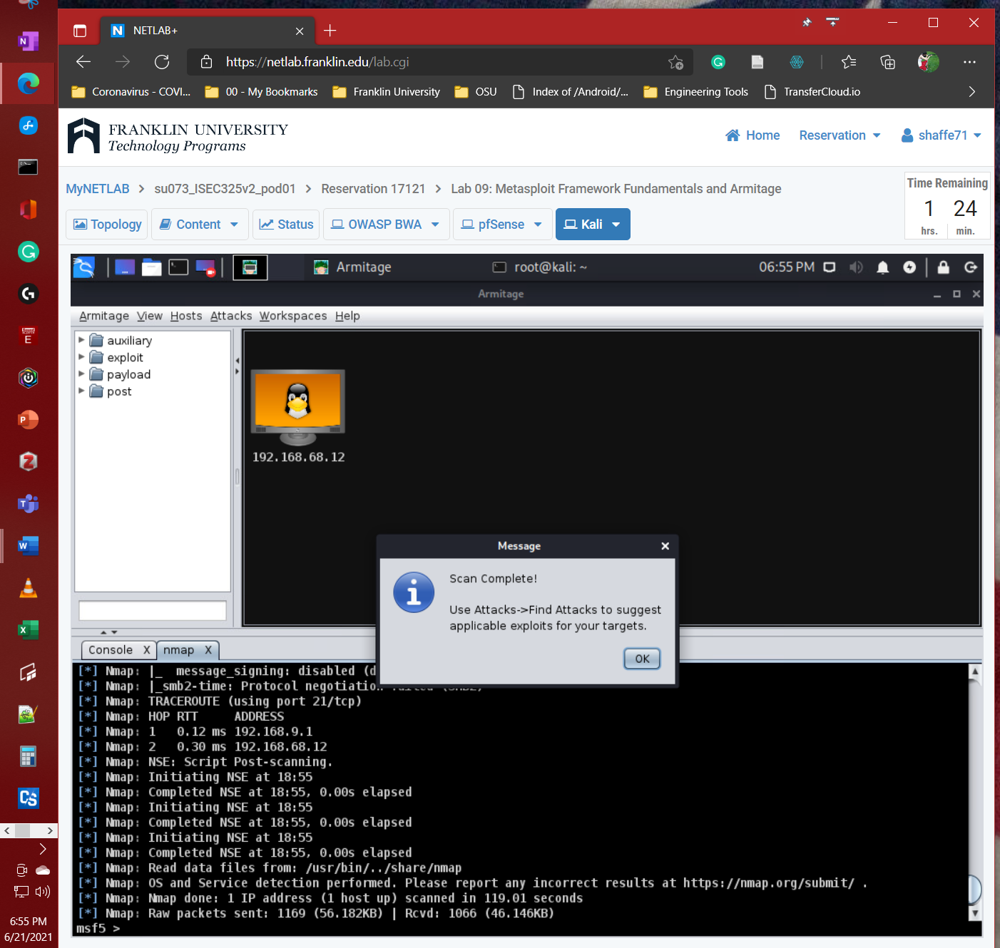 NETLAB+
https://netlab.franklin.edu/lab.cgi
Coronavirus - COVI...
00 - My Bookmarks
Franklin University
OSU
Index of /Android/...
Engineering Tools
TransferCloud.io
FRANKLIN UNIVERSITY
Technology Programs
Home
Reservation
shaffe71
MyNETLAB > su073_ISEC325v2_pod01 > Reservation 17121 > Lab 09: Metasploit Framework Fundamentals and Armitage
Time Remaining
1 24
hrs. min.
Topology
Content
Status
OWASP BWA
pfSense
Kali
Armitage
root@kali: ~
06:55 PM
Armitage
Armitage View Hosts Attacks Workspaces Help
auxiliary
exploit
payload
post
192.168.68.12
Message
Scan Complete!
Use Attacks->Find Attacks to suggest
applicable exploits for your targets.
OK
Console X
nmap X
[*] Nmap: |_  message_signing: disabled (d
[*] Nmap: |_smb2-time: Protocol negotiation failed (SMB2)
[*] Nmap: TRACEROUTE (using port 21/tcp)
[*] Nmap: HOP RTT     ADDRESS
[*] Nmap: 1   0.12 ms 192.168.9.1
[*] Nmap: 2   0.30 ms 192.168.68.12
[*] Nmap: NSE: Script Post-scanning.
[*] Nmap: Initiating NSE at 18:55
[*] Nmap: Completed NSE at 18:55, 0.00s elapsed
[*] Nmap: Initiating NSE at 18:55
[*] Nmap: Completed NSE at 18:55, 0.00s elapsed
[*] Nmap: Initiating NSE at 18:55
[*] Nmap: Completed NSE at 18:55, 0.00s elapsed
[*] Nmap: Read data files from: /usr/bin/../share/nmap
[*] Nmap: OS and Service detection performed. Please report any incorrect results at https://nmap.org/submit/ .
[*] Nmap: Nmap done: 1 IP address (1 host up) scanned in 119.01 seconds
[*] Nmap: Raw packets sent: 1169 (56.182KB) | Rcvd: 1066 (46.146KB)
msf5 >
6:55 PM
6/21/2021